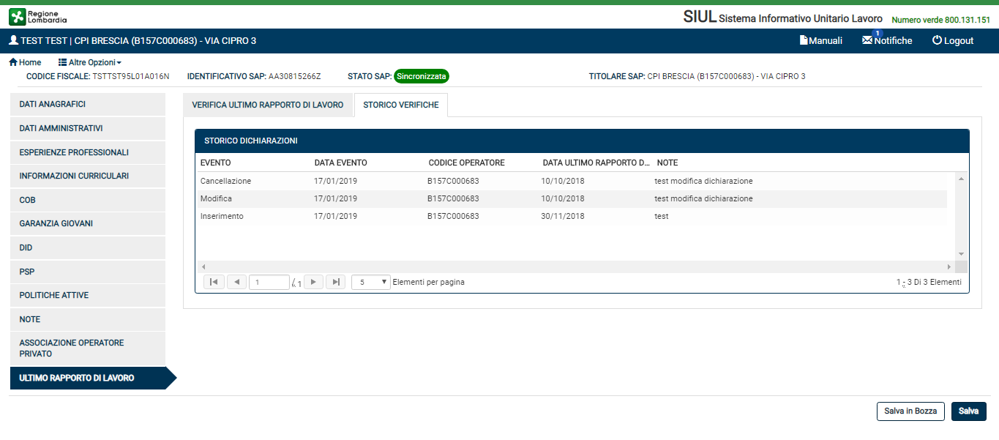 Regione
Lombardia
SIUL Sistema Informativo Unitario Lavoro Numero verde 800.131.151
TEST TEST | CPI BRESCIA (B157C000683) - VIA CIPRO 3
Manuali 1 Notifiche Logout
Home Altre Opzioni
CODICE FISCALE: TSTTST95L01A016N IDENTIFICATIVO SAP: AA30815266Z STATO SAP: Sincronizzata TITOLARE SAP: CPI BRESCIA (B157C000683) - VIA CIPRO 3
DATI ANAGRAFICI
DATI AMMINISTRATIVI
ESPERIENZE PROFESSIONALI
INFORMAZIONI CURRICULARI
COB
GARANZIA GIOVANI
DID
PSP
POLITICHE ATTIVE
NOTE
ASSOCIAZIONE OPERATORE
PRIVATO
ULTIMO RAPPORTO DI LAVORO
VERIFICA ULTIMO RAPPORTO DI LAVORO STORICO VERIFICHE
STORICO DICHIARAZIONI
EVENTO DATA EVENTO CODICE OPERATORE DATA ULTIMO RAPPORTO D... NOTE
Cancellazione 17/01/2019 B157C000683 10/10/2018 test modifica dichiarazione
Modifica 17/01/2019 B157C000683 10/10/2018 test modifica dichiarazione
Inserimento 17/01/2019 B157C000683 30/11/2018 test
1 / 1 5 Elementi per pagina 1 - 3 Di 3 Elementi
Salva in Bozza Salva